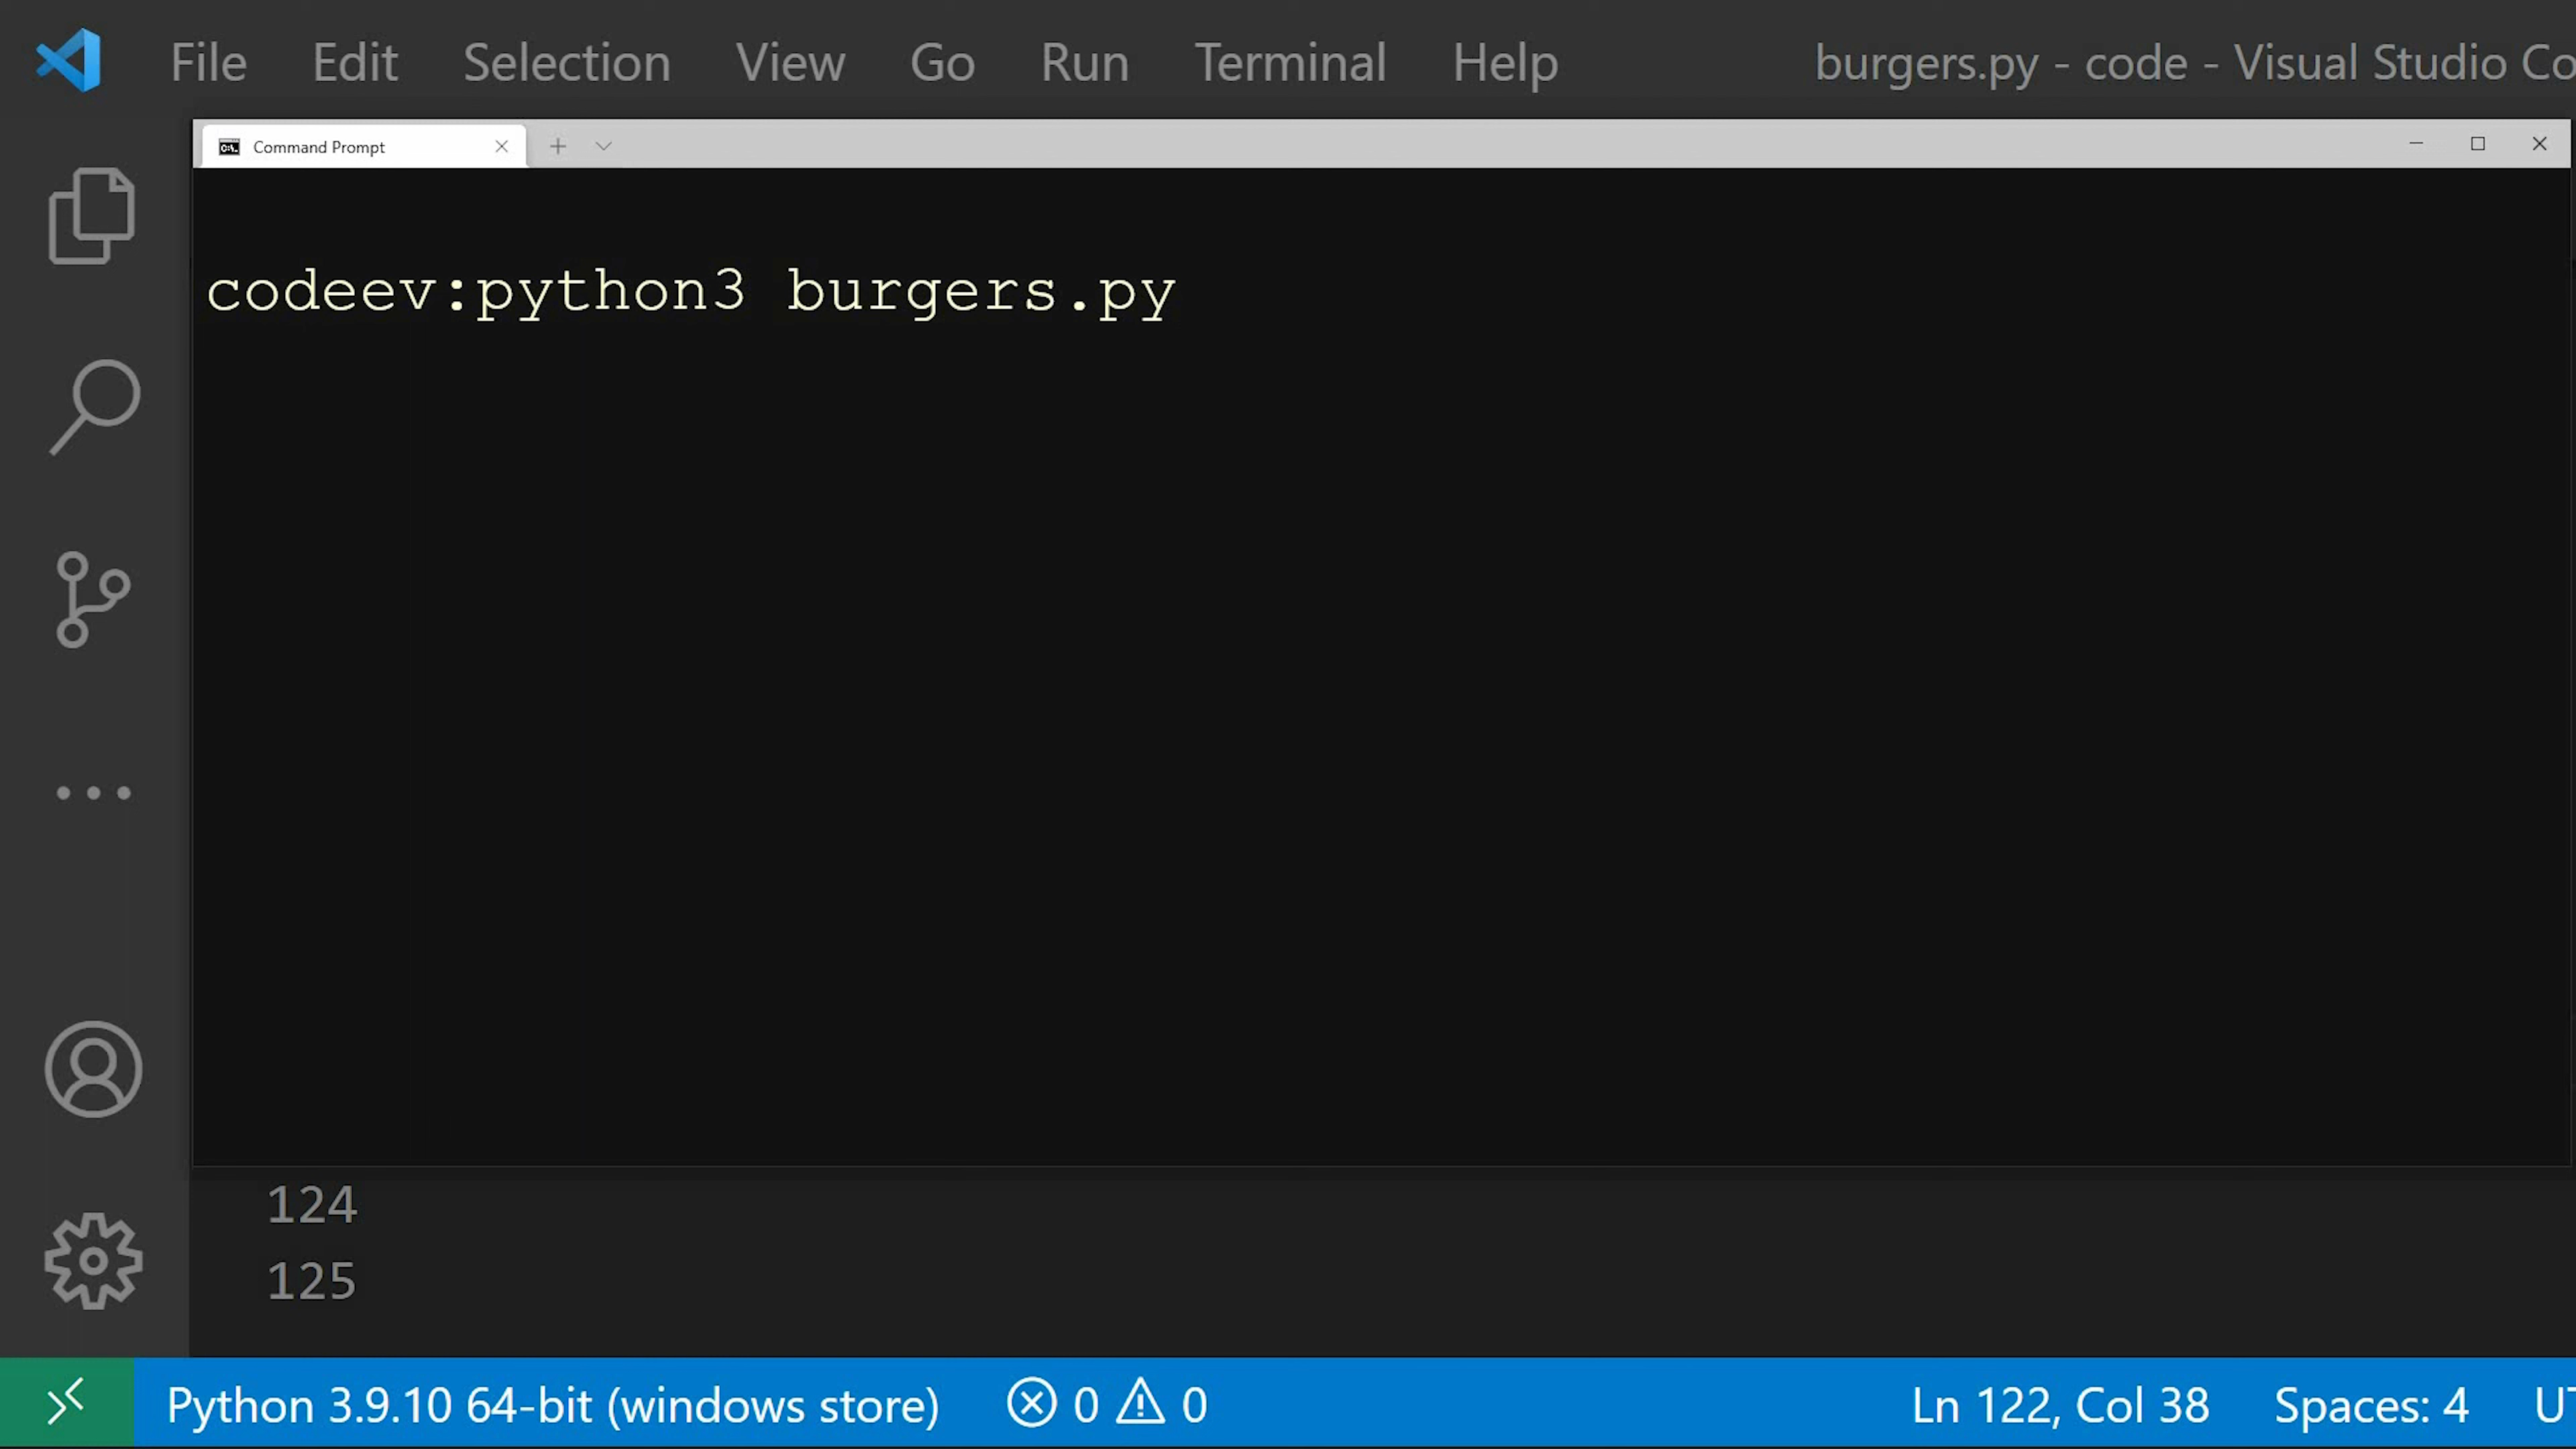 File Edit Selection View Go Run Terminal Help burgers.py - code - Visual Studio Co
Command Prompt
codeev:python3 burgers.py
124
125
Python 3.9.10 64-bit (windows store) 0 0 Ln 122, Col 38 Spaces: 4 UT